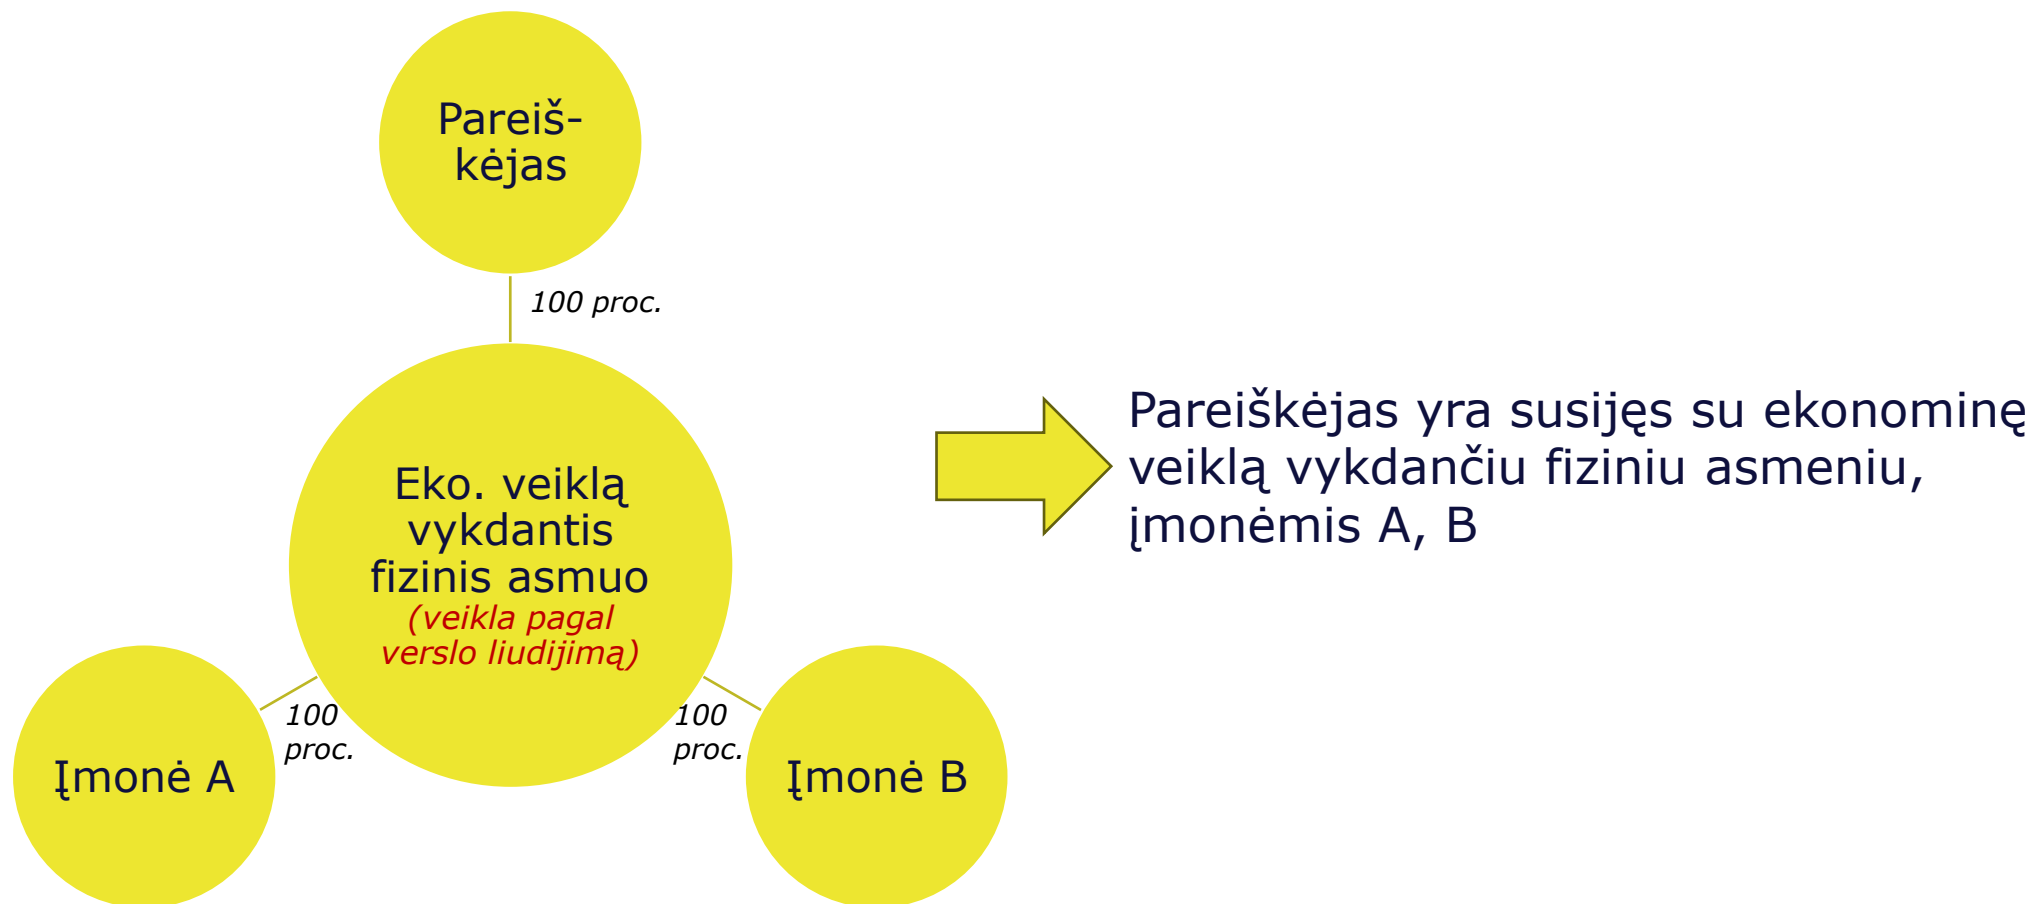 Pareiš-
kėjas
100 proc.
Eko. veiklą
vykdantis
fizinis asmuo
(veikla pagal
verslo liudijimą)
100
proc.
100
proc.
Įmonė A
Įmonė B
Pareiškėjas yra susijęs su ekonominę
veiklą vykdančiu fiziniu asmeniu,
įmonėmis A, B